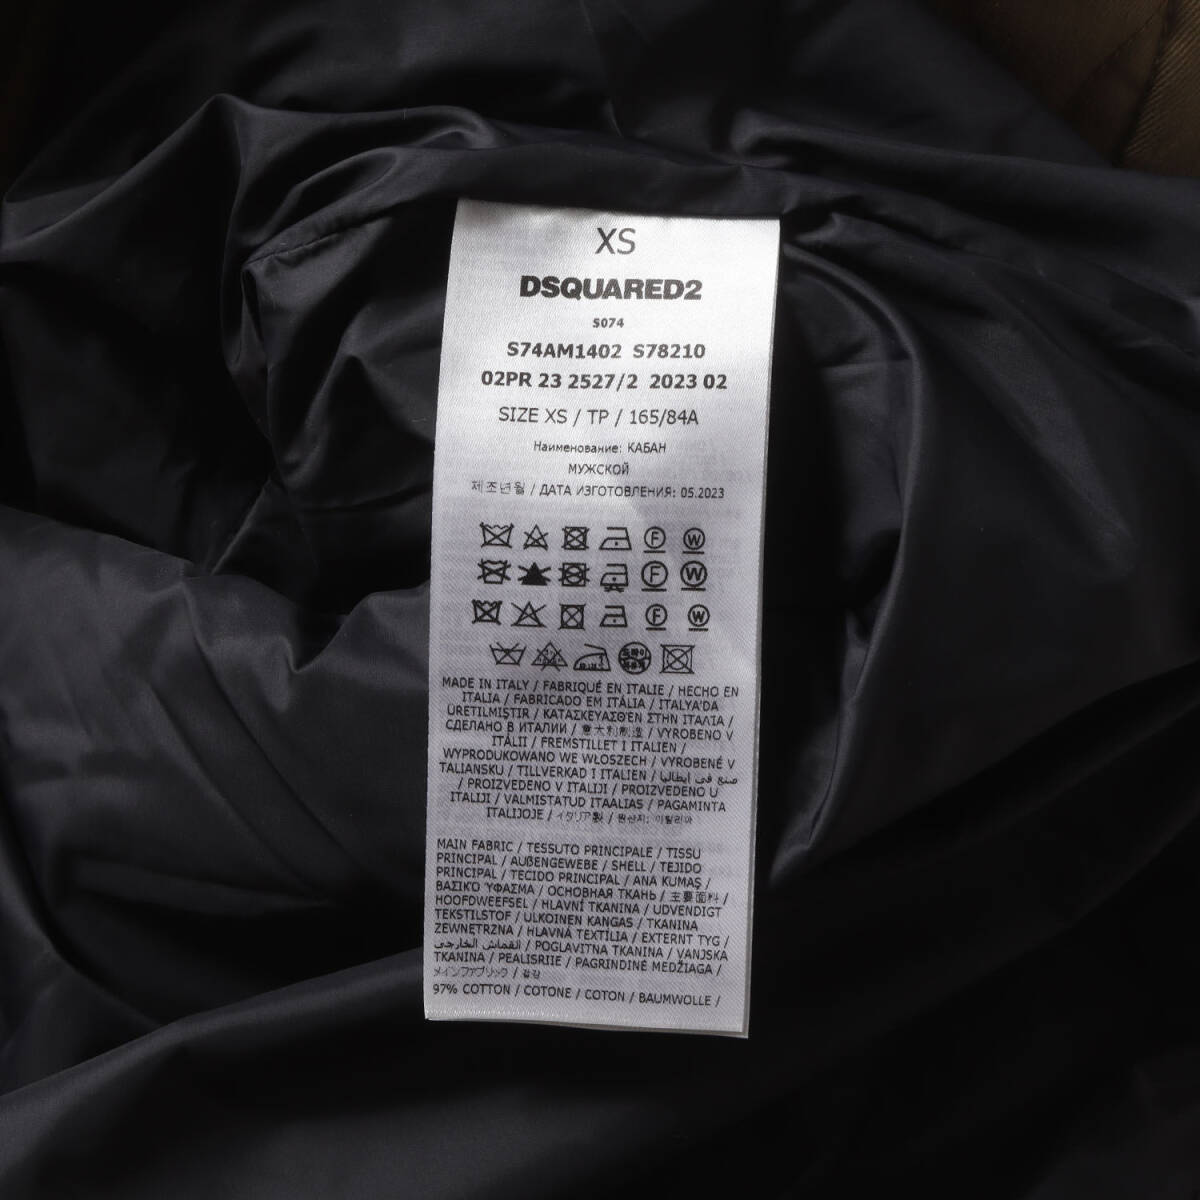 XS
DSQUARED2
S074
S74AM1402 S78210
02PR 23 2527/2 2023 02
SIZE XS / TP / 165/84A
Наименование: КАБАН
МУЖСКОЙ
제조년월 / ДАТА ИЗГОТОВЛЕНИЯ: 05.2023
F W
F W
F W
MADE IN ITALY / FABRIQUÉ EN ITALIE / HECHO EN
ITALIA / FABRICADO EM ITÁLIA / ITALYA'DA
ÜRETILMIŞTIR / ΚΑΤΑΣΚΕΥΑΣΘΈΝ ΣΤΗΝ ΙΤΑΛΊΑ /
СДЕЛАНО В ИТАЛИИ / 意大利制造 / VYROBENO V
ITÁLII / FREMSTILLET I ITALIEN /
WYPRODUKOWANO WE WŁOSZECH / VYROBENÉ V
TALIANSKU / TILLVERKAD I ITALIEN / صنع في إيطاليا
/ PROIZVEDENO V ITALIJI / PROIZVEDENO U
ITALIJI / VALMISTATUD ITAALIAS / PAGAMINTA
ITALIJOJE / イタリア製 / 원산지: 이탈리아
MAIN FABRIC / TESSUTO PRINCIPALE / TISSU
PRINCIPAL / AUßENGEWEBE / SHELL / TEJIDO
PRINCIPAL / TECIDO PRINCIPAL / ANA KUMAŞ /
ΒΑΣΙΚΌ ΎΦΑΣΜΑ / ОСНОВНАЯ ТКАНЬ / 主要面料 /
HOOFDWEEFSEL / HLAVNÍ TKANINA / UDVENDIGT
TEKSTILSTOF / ULKOINEN KANGAS / TKANINA
ZEWNĘTRZNA / HLAVNÁ TEXTÍLIA / EXTERNT TYG /
القماش الخارجي / POGLAVITNA TKANINA / VANJSKA
TKANINA / PEALISRIIE / PAGRINDINĖ MEDŽIAGA /
メインファブリック / 겉감
97% COTTON / COTONE / COTON / BAUMWOLLE /